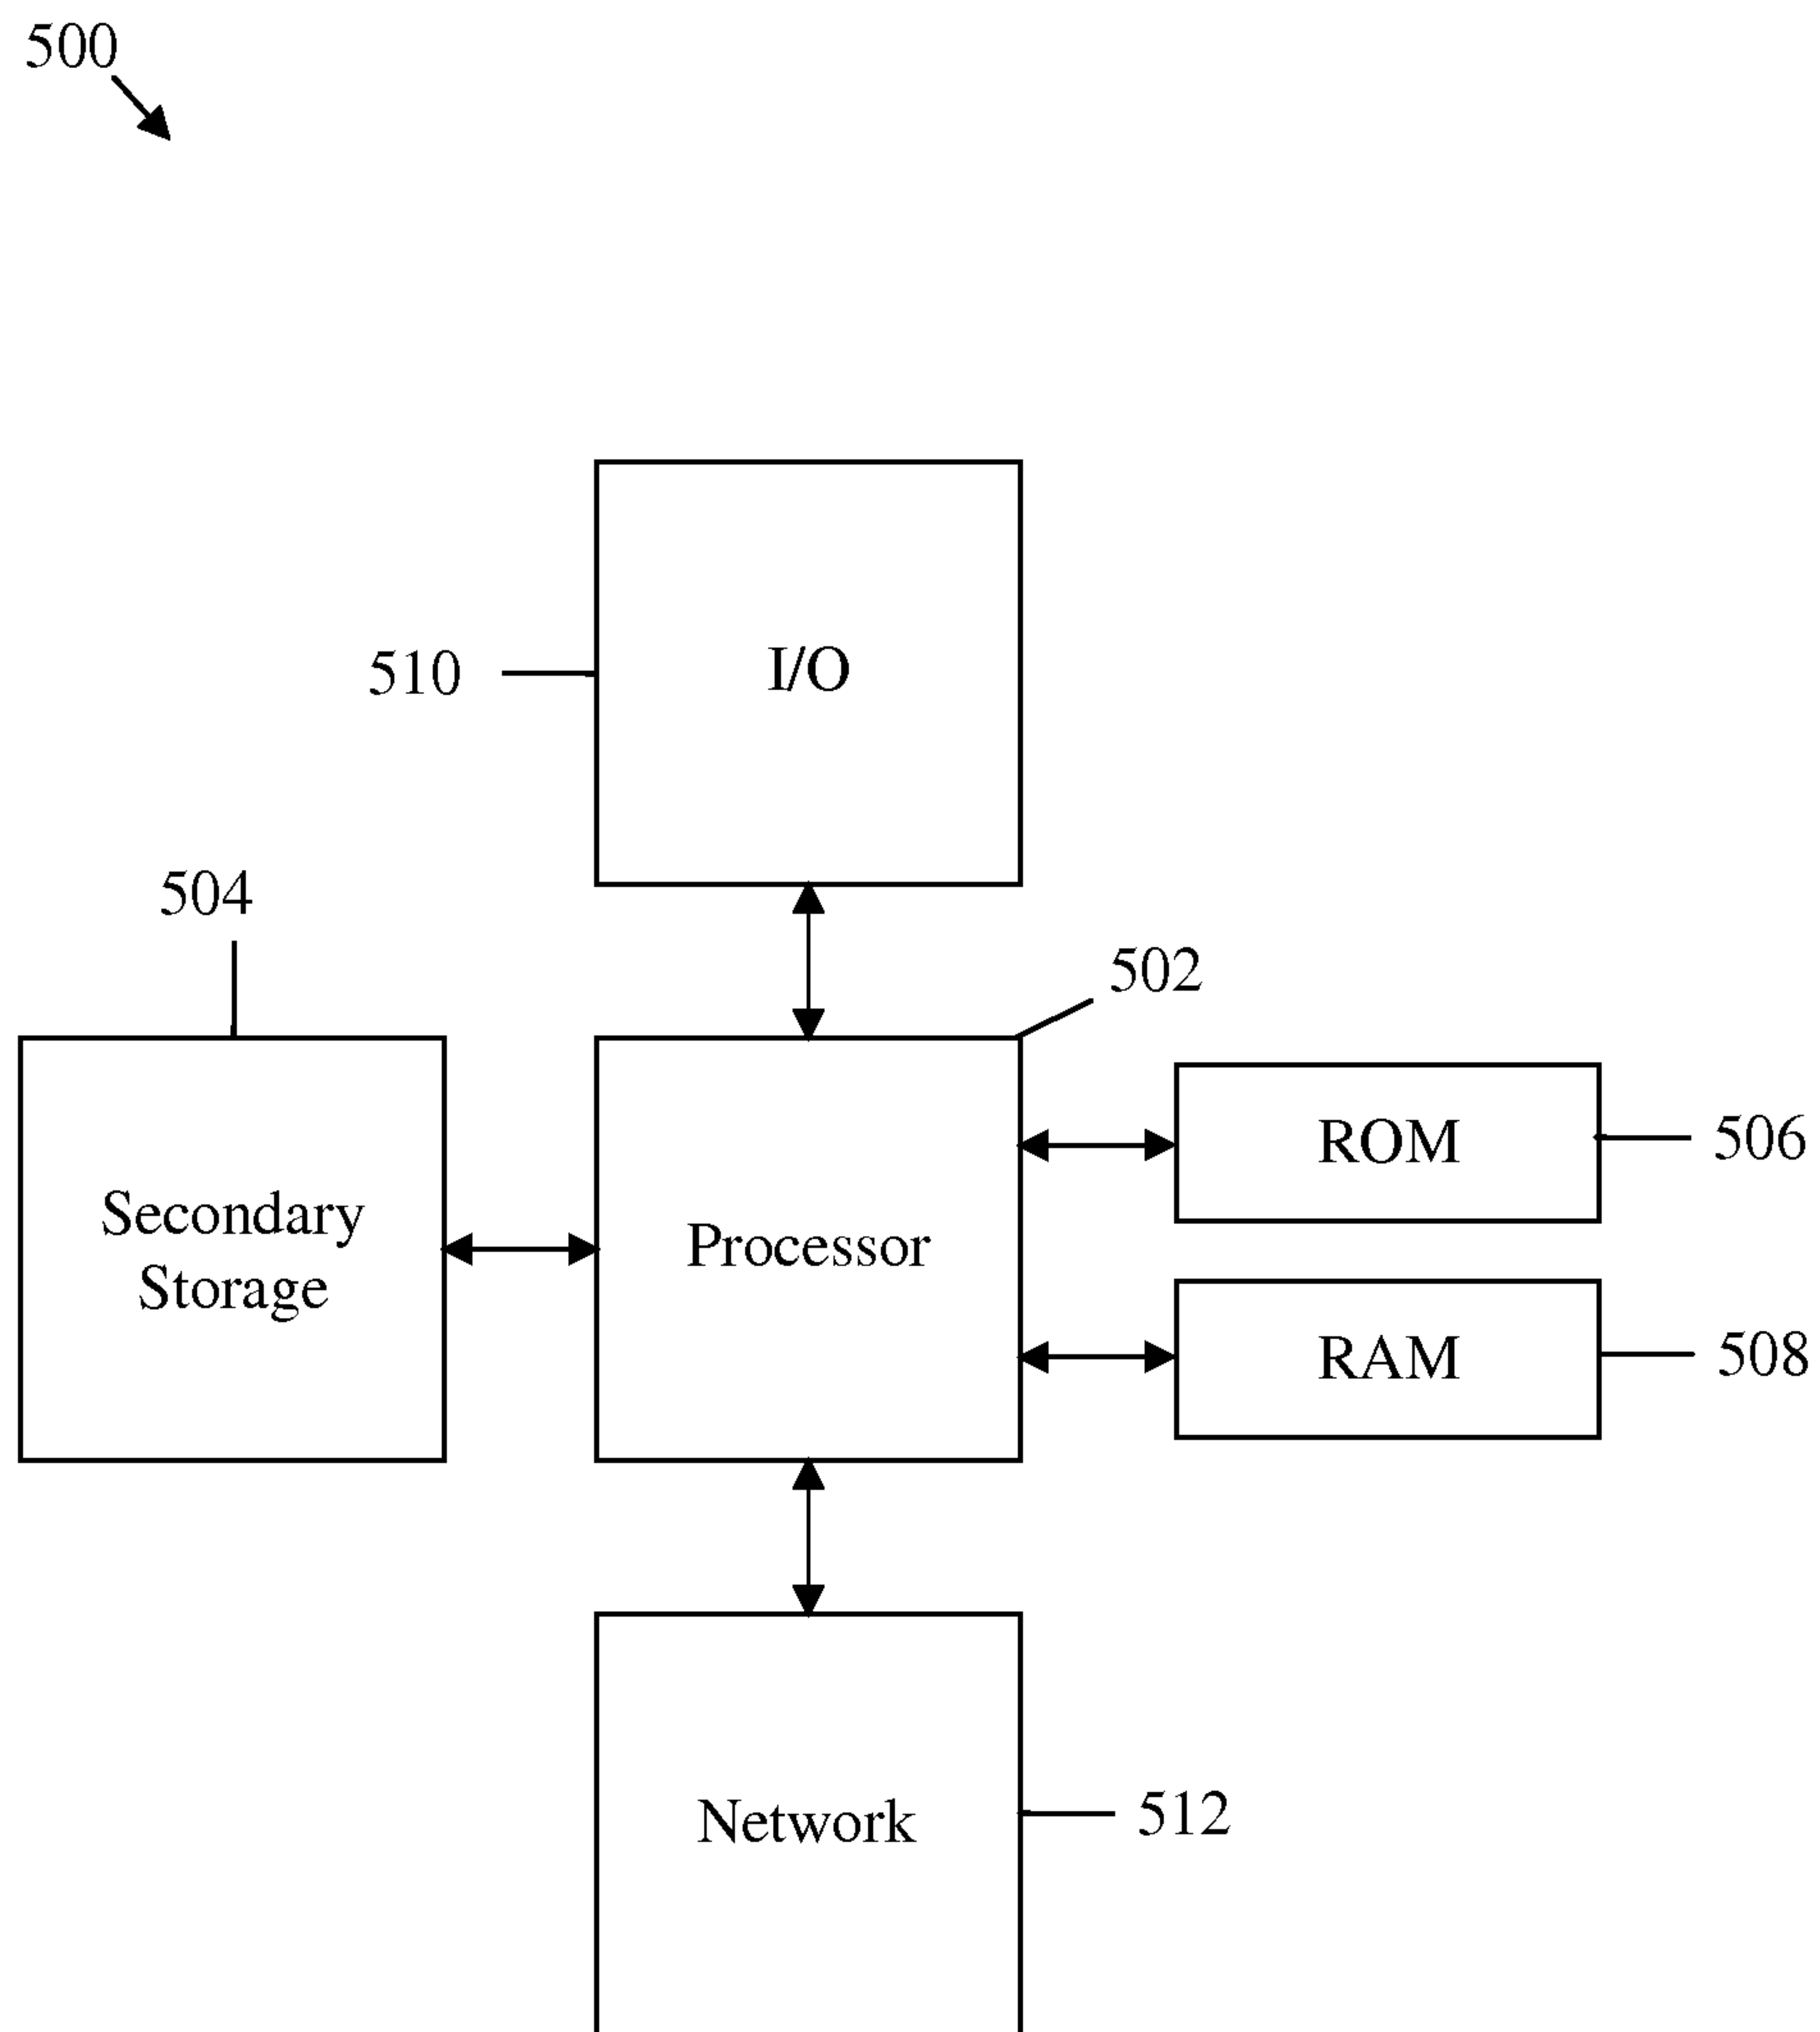 500
510
I/O
504
502
ROM
506
Secondary
Storage
Processor
RAM
508
Network
512